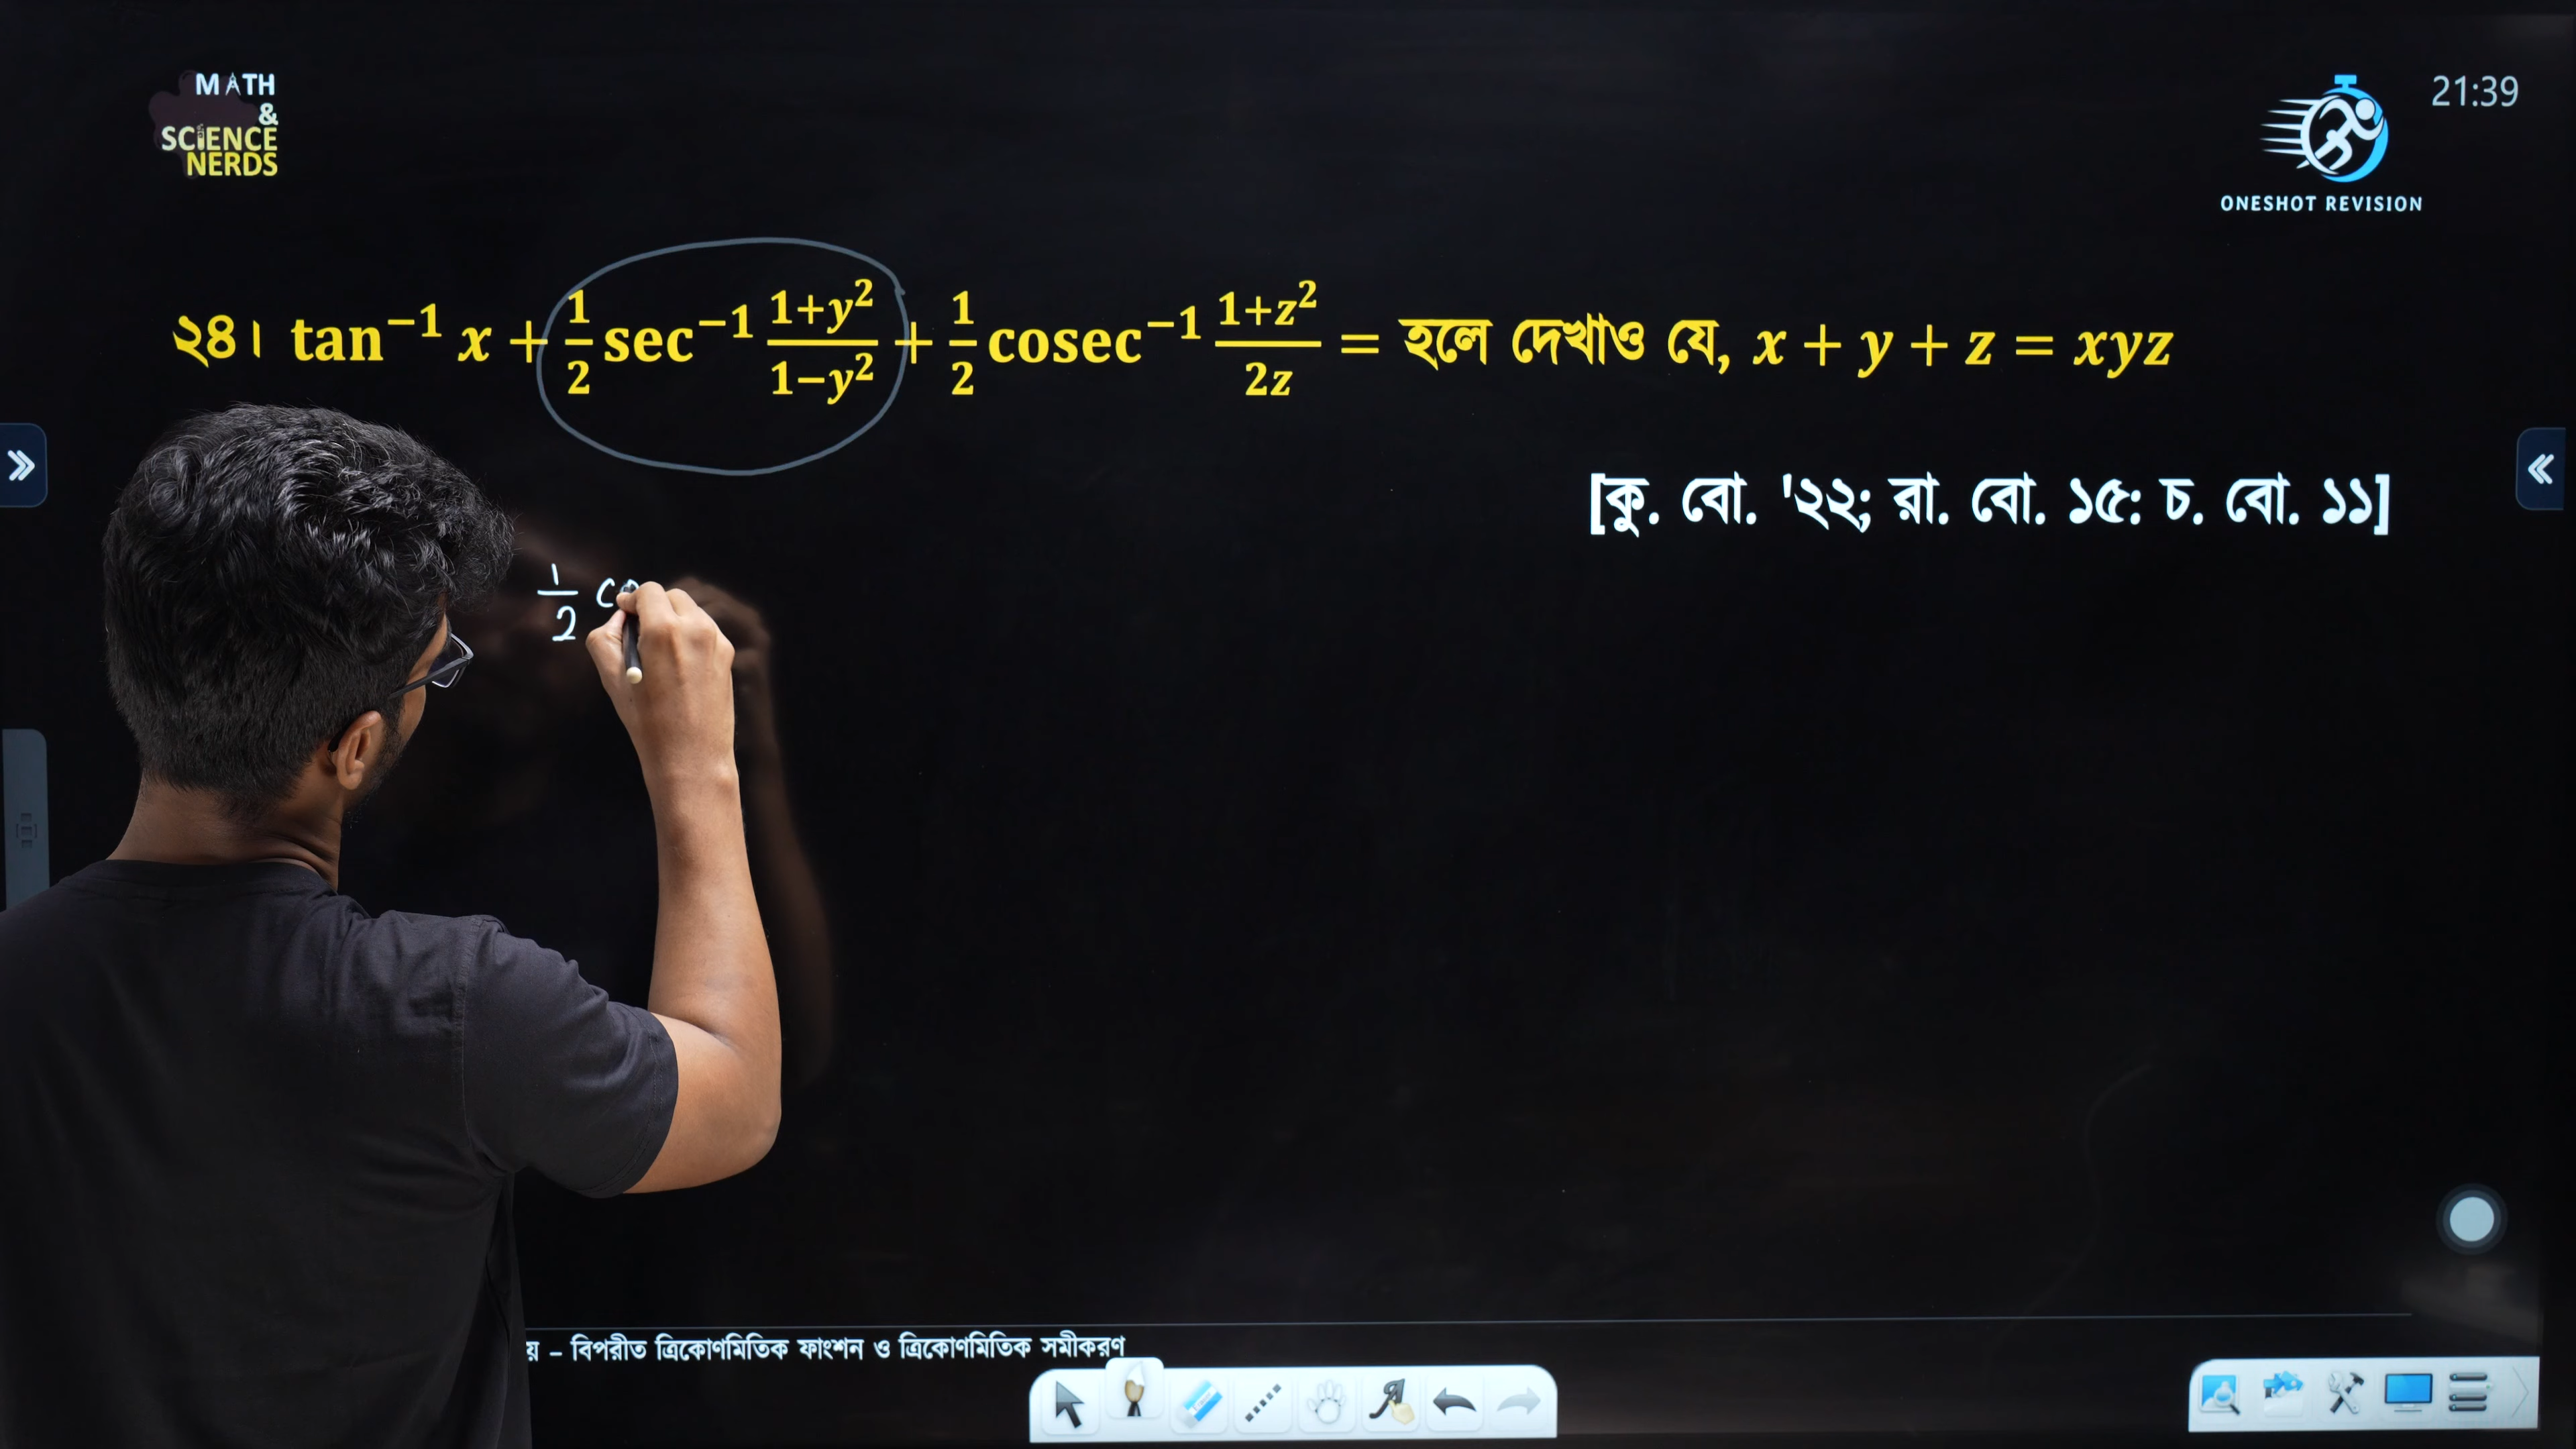 MATH
&
SCIENCE
NERDS
21:39
ONESHOT REVISION
২৪। tan⁻¹ x + 1/2 sec⁻¹ (1+y²)/(1−y²) + 1/2 cosec⁻¹ (1+z²)/(2z) = হলে দেখাও যে, x + y + z = xyz
[কু. বো. '২২; রা. বো. ১৫: চ. বো. ১১]
1/2
য় – বিপরীত ত্রিকোণমিতিক ফাংশন ও ত্রিকোণমিতিক সমীকরণ